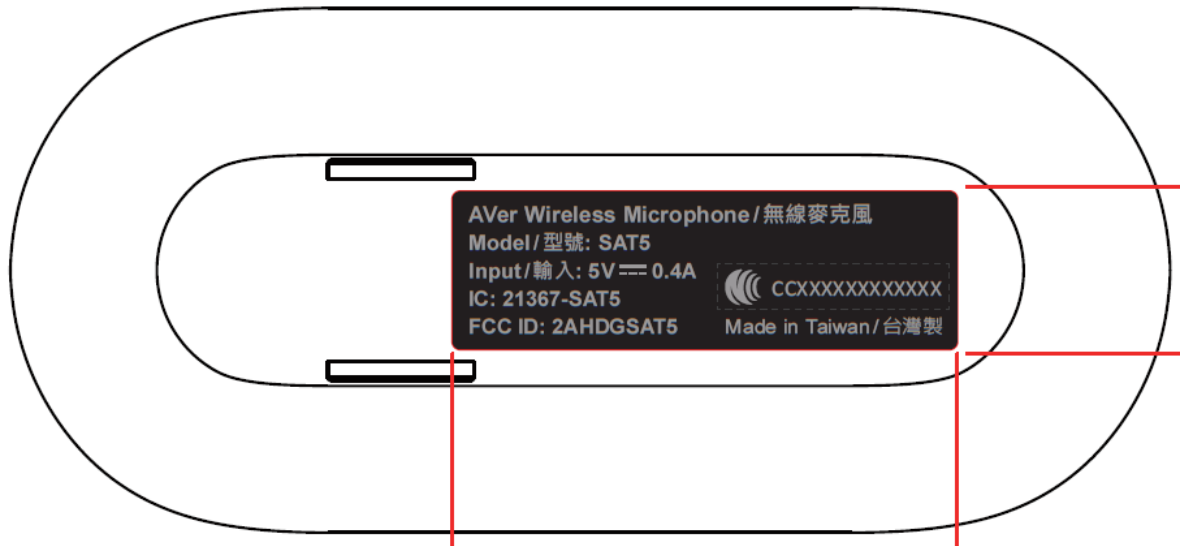 AVer Wireless Microphone/無線麥克風
Model/型號: SAT5
Input/輸入: 5V⎓0.4A
IC: 21367-SAT5
CCXXXXXXXXXXXX
FCC ID: 2AHDGSAT5
Made in Taiwan/台灣製